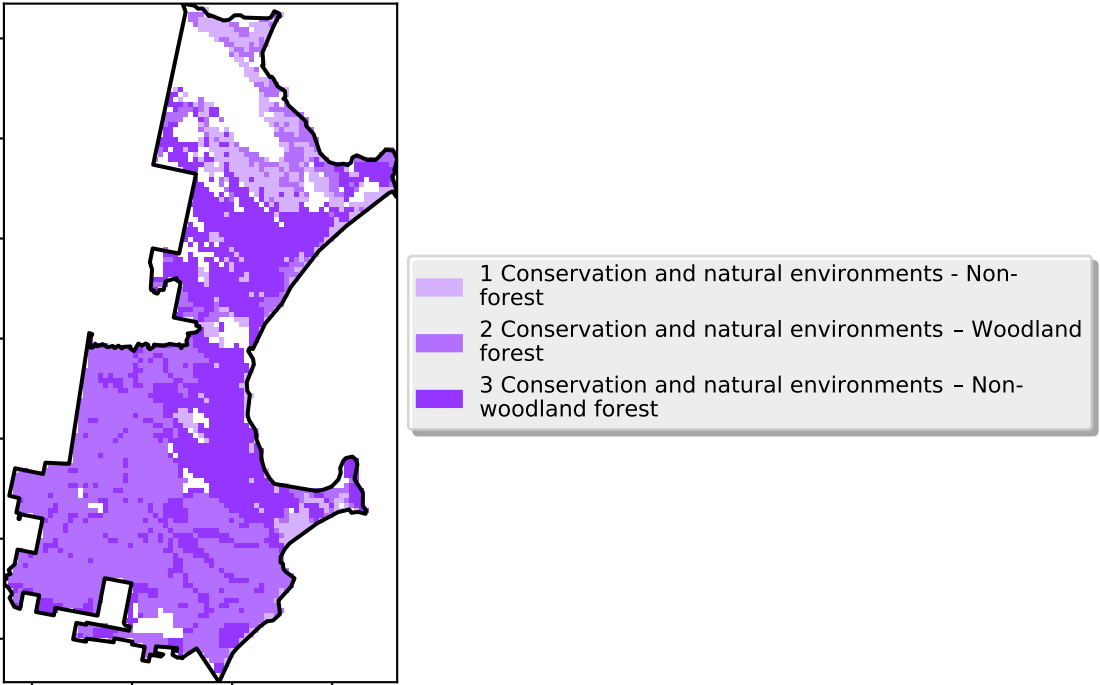 1 Conservation and natural environments - Non-
forest
2 Conservation and natural environments – Woodland
forest
3 Conservation and natural environments – Non-
woodland forest